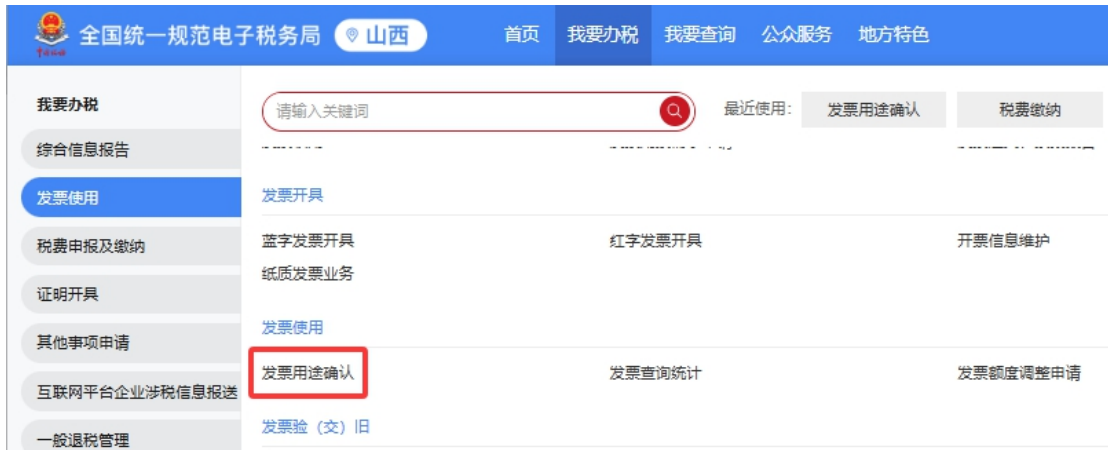 全国统一规范电子税务局 山西 首页 我要办税 我要查询 公众服务 地方特色
我要办税
综合信息报告
发票使用
税费申报及缴纳
证明开具
其他事项申请
互联网平台企业涉税信息报送
一般退税管理
请输入关键词 最近使用: 发票用途确认 税费缴纳
发票开具
蓝字发票开具 红字发票开具 开票信息维护
纸质发票业务
发票使用
发票用途确认 发票查询统计 发票额度调整申请
发票验（交）旧